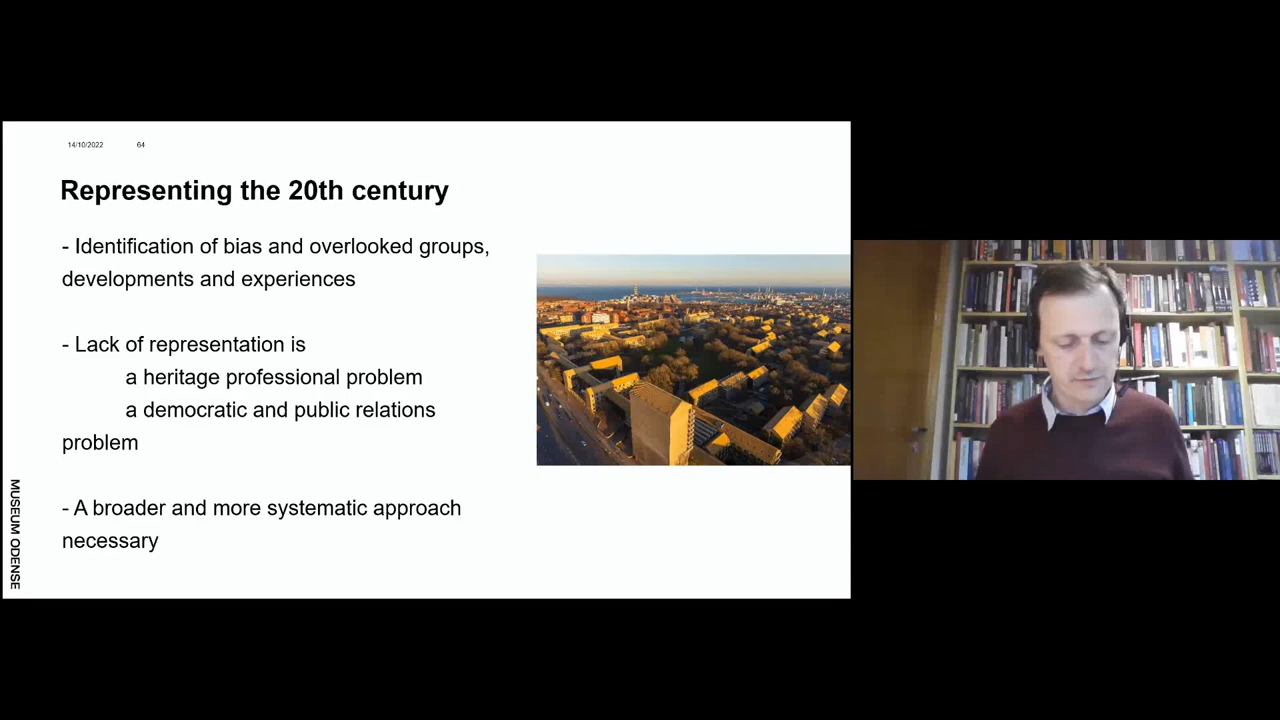 14/10/2022 64
Representing the 20th century
- Identification of bias and overlooked groups,
developments and experiences
- Lack of representation is
a heritage professional problem
a democratic and public relations
problem
- A broader and more systematic approach
necessary
MUSEUM ODENSE